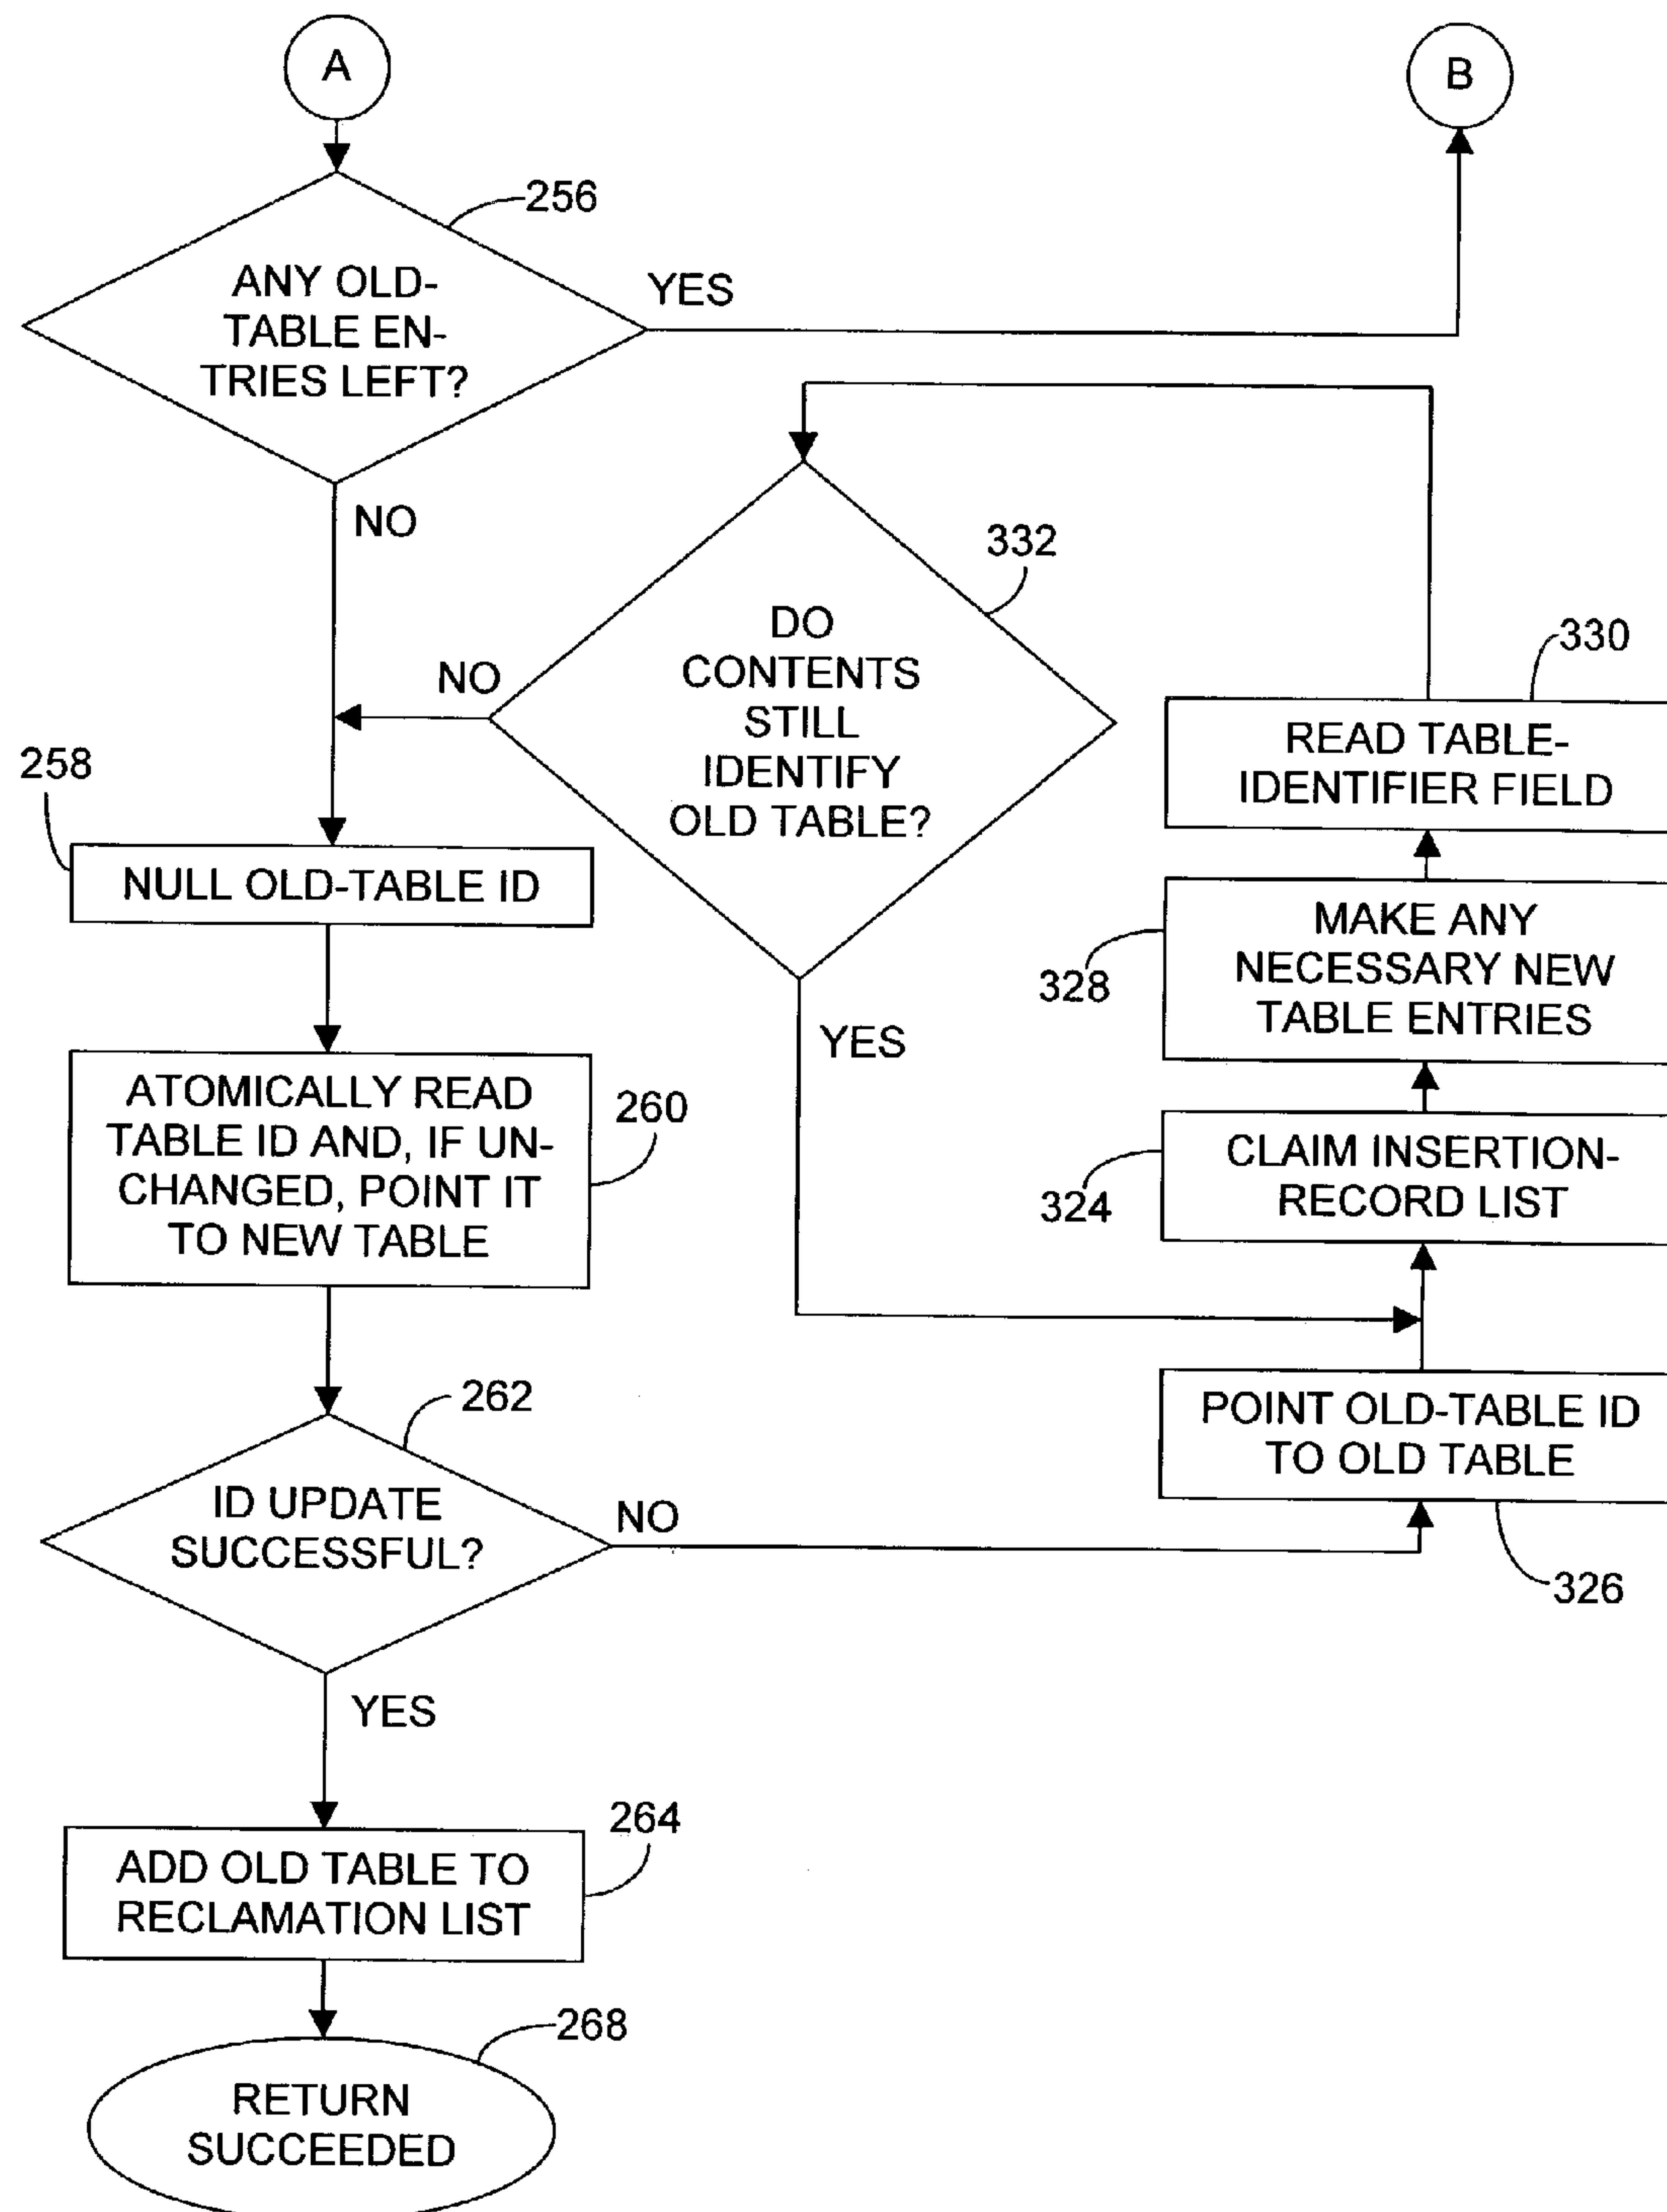 A
B
256
ANY OLD-
TABLE EN-
TRIES LEFT?
YES
NO
332
DO
CONTENTS
STILL
IDENTIFY
OLD TABLE?
NO
YES
330
READ TABLE-
IDENTIFIER FIELD
258
NULL OLD-TABLE ID
MAKE ANY
NECESSARY NEW
TABLE ENTRIES
328
ATOMICALLY READ
TABLE ID AND, IF UN-
CHANGED, POINT IT
TO NEW TABLE
260
CLAIM INSERTION-
RECORD LIST
324
262
ID UPDATE
SUCCESSFUL?
NO
YES
POINT OLD-TABLE ID
TO OLD TABLE
326
264
ADD OLD TABLE TO
RECLAMATION LIST
268
RETURN
SUCCEEDED